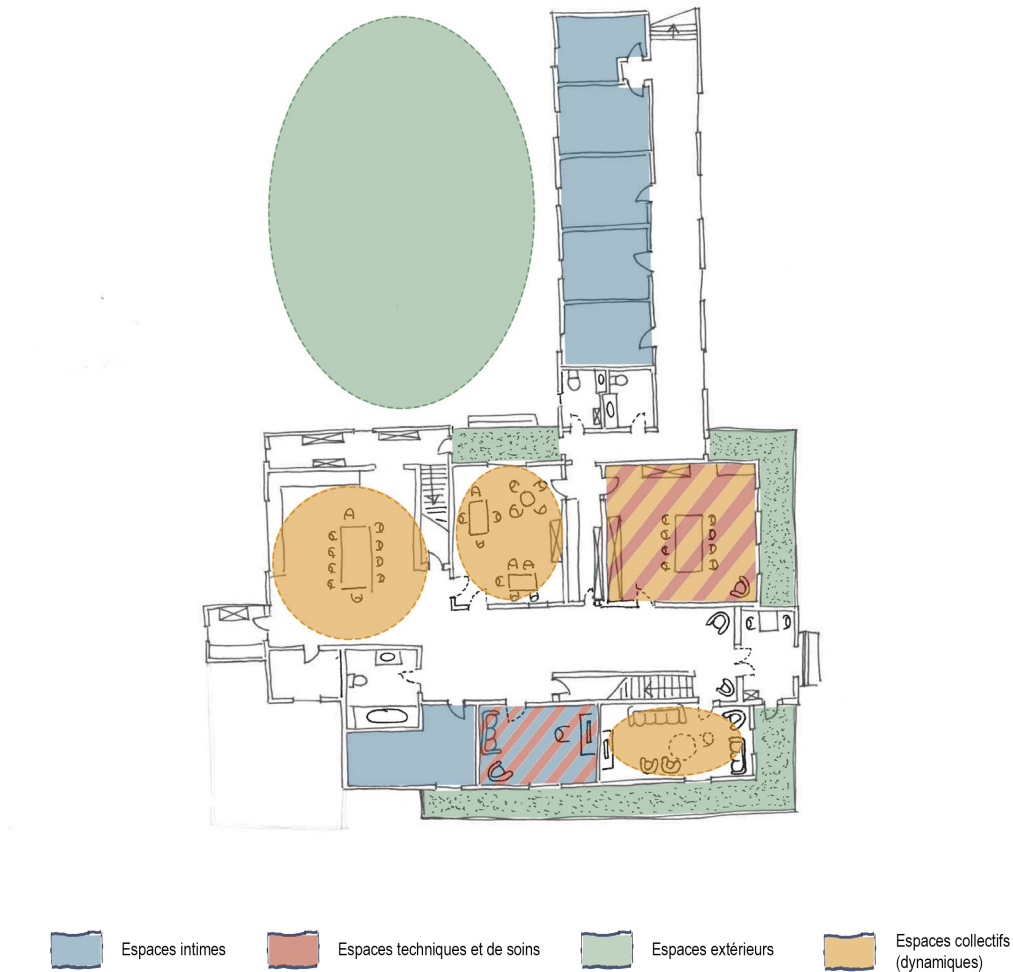 Espaces intimes
Espaces techniques et de soins
Espaces extérieurs
Espaces collectifs
(dynamiques)